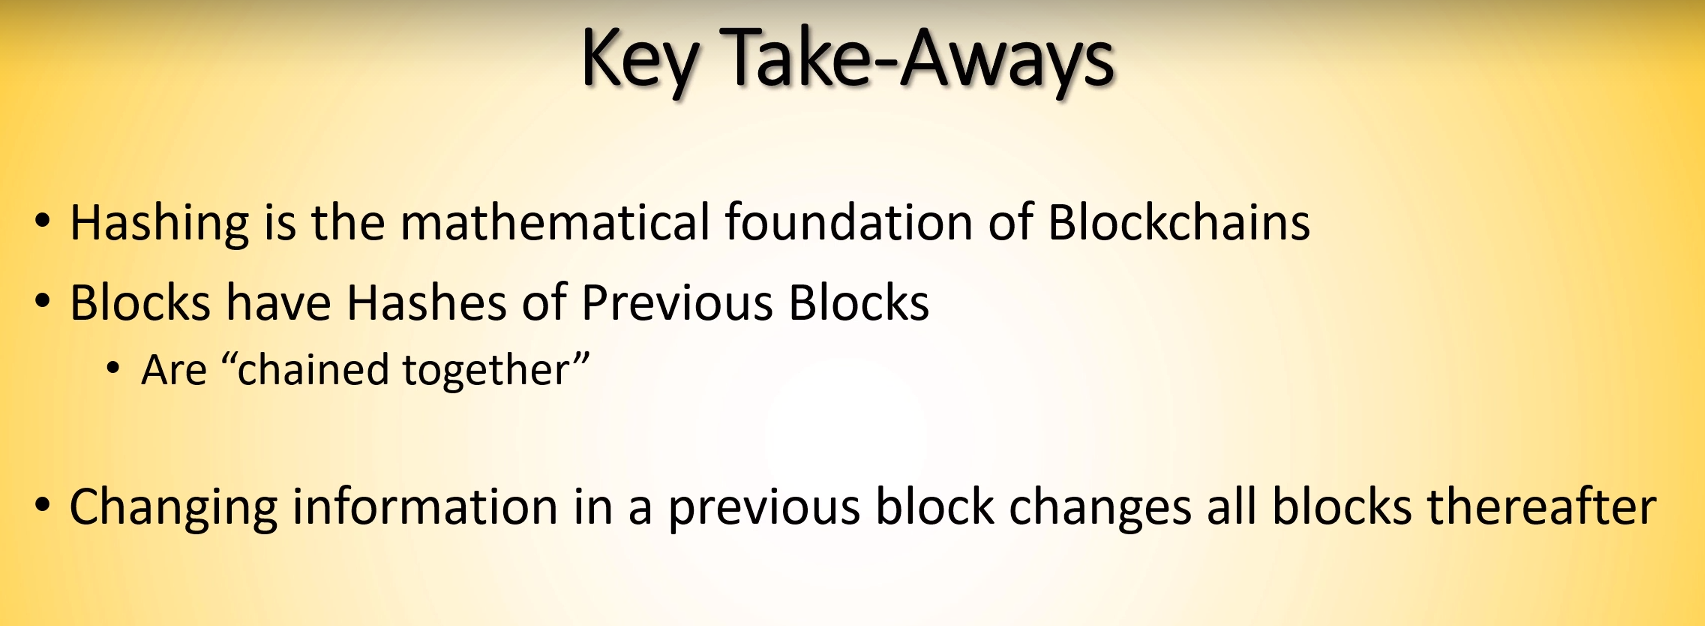 Key Take-Aways
• Hashing is the mathematical foundation of Blockchains
• Blocks have Hashes of Previous Blocks
• Are “chained together”
• Changing information in a previous block changes all blocks thereafter